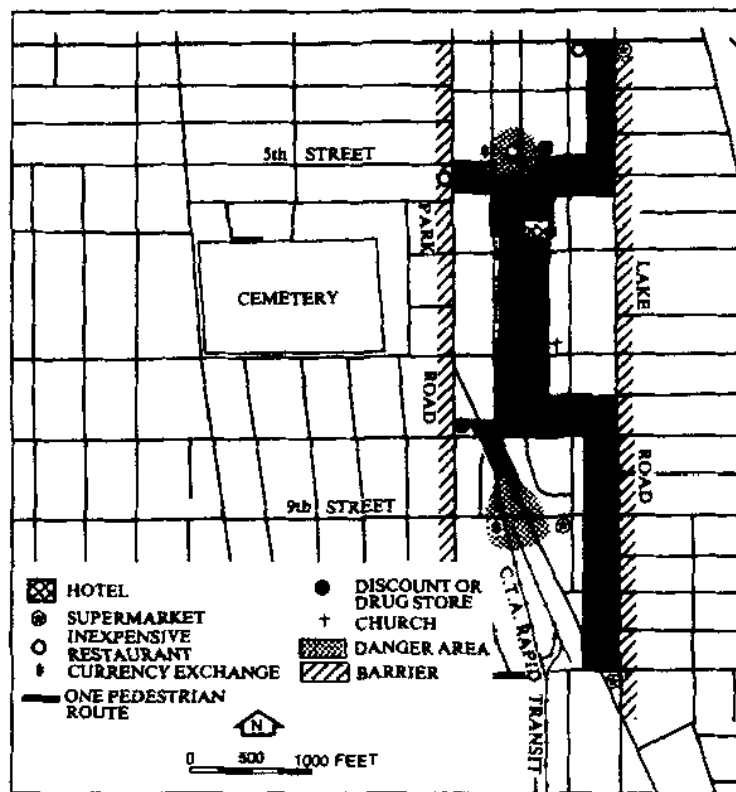 5th STREET
PARK
LAKE
CEMETERY
ROAD
ROAD
9th STREET
C.T.A. RAPID TRANSIT
HOTEL
SUPERMARKET
INEXPENSIVE
RESTAURANT
CURRENCY EXCHANGE
ONE PEDESTRIAN
ROUTE
DISCOUNT OR
DRUG STORE
CHURCH
DANGER AREA
BARRIER
N
0 500 1000 FEET